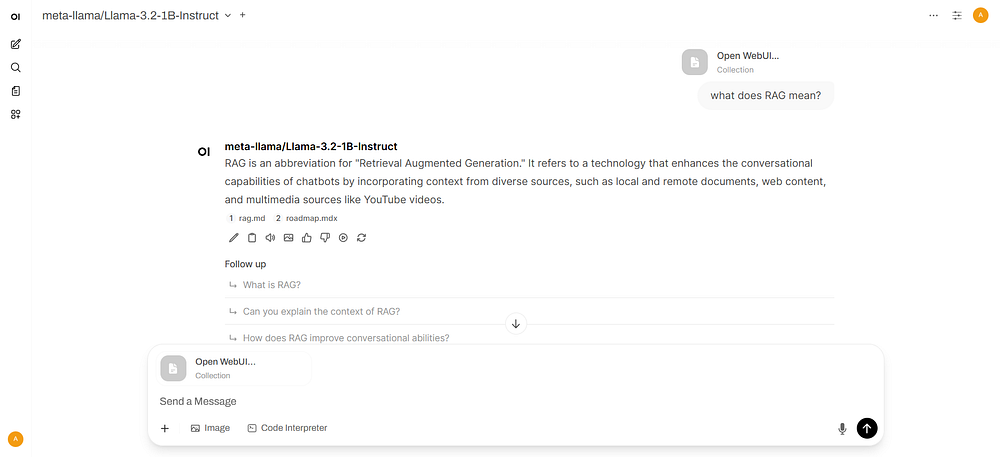 OI
meta-llama/Llama-3.2-1B-Instruct
A
Open WebUI...
Collection
what does RAG mean?
OI
meta-llama/Llama-3.2-1B-Instruct
RAG is an abbreviation for "Retrieval Augmented Generation." It refers to a technology that enhances the conversational
capabilities of chatbots by incorporating context from diverse sources, such as local and remote documents, web content,
and multimedia sources like YouTube videos.
1 rag.md 2 roadmap.mdx
Follow up
What is RAG?
Can you explain the context of RAG?
How does RAG improve conversational abilities?
Open WebUI...
Collection
Send a Message
Image Code Interpreter
A